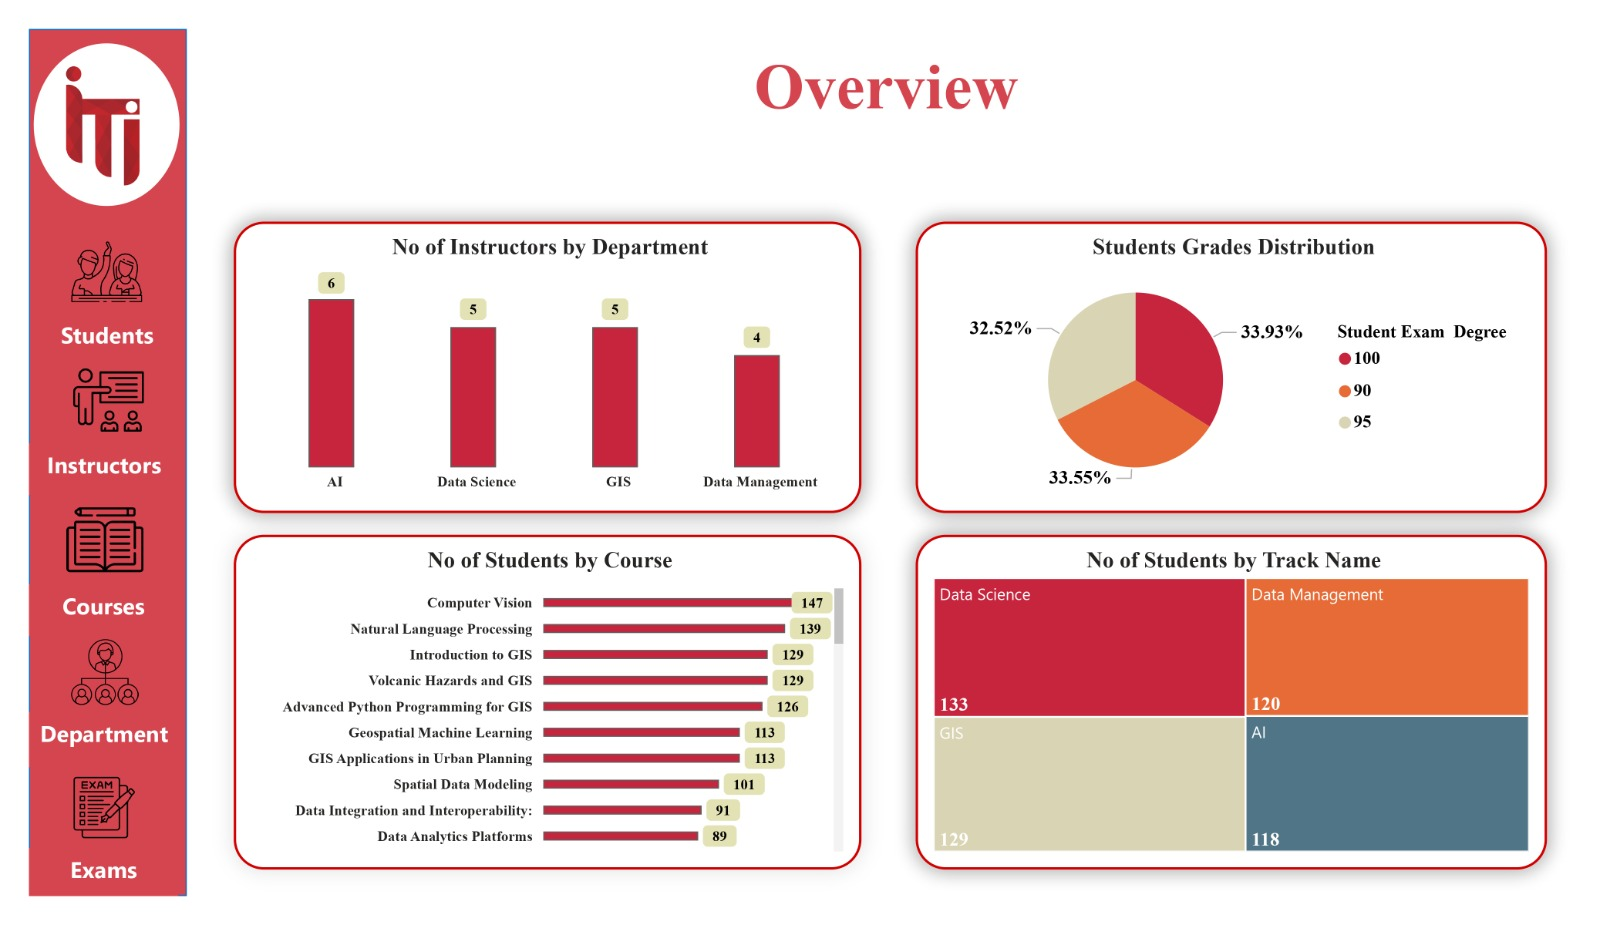 Overview
iTi
Students
Instructors
Courses
Department
EXAM
Exams
No of Instructors by Department
6
5
5
4
AI
Data Science
GIS
Data Management
Students Grades Distribution
32.52%
33.93%
33.55%
Student Exam Degree
100
90
95
No of Students by Course
Computer Vision 147
Natural Language Processing 139
Introduction to GIS 129
Volcanic Hazards and GIS 129
Advanced Python Programming for GIS 126
Geospatial Machine Learning 113
GIS Applications in Urban Planning 113
Spatial Data Modeling 101
Data Integration and Interoperability: 91
Data Analytics Platforms 89
No of Students by Track Name
Data Science
133
Data Management
120
GIS
129
AI
118